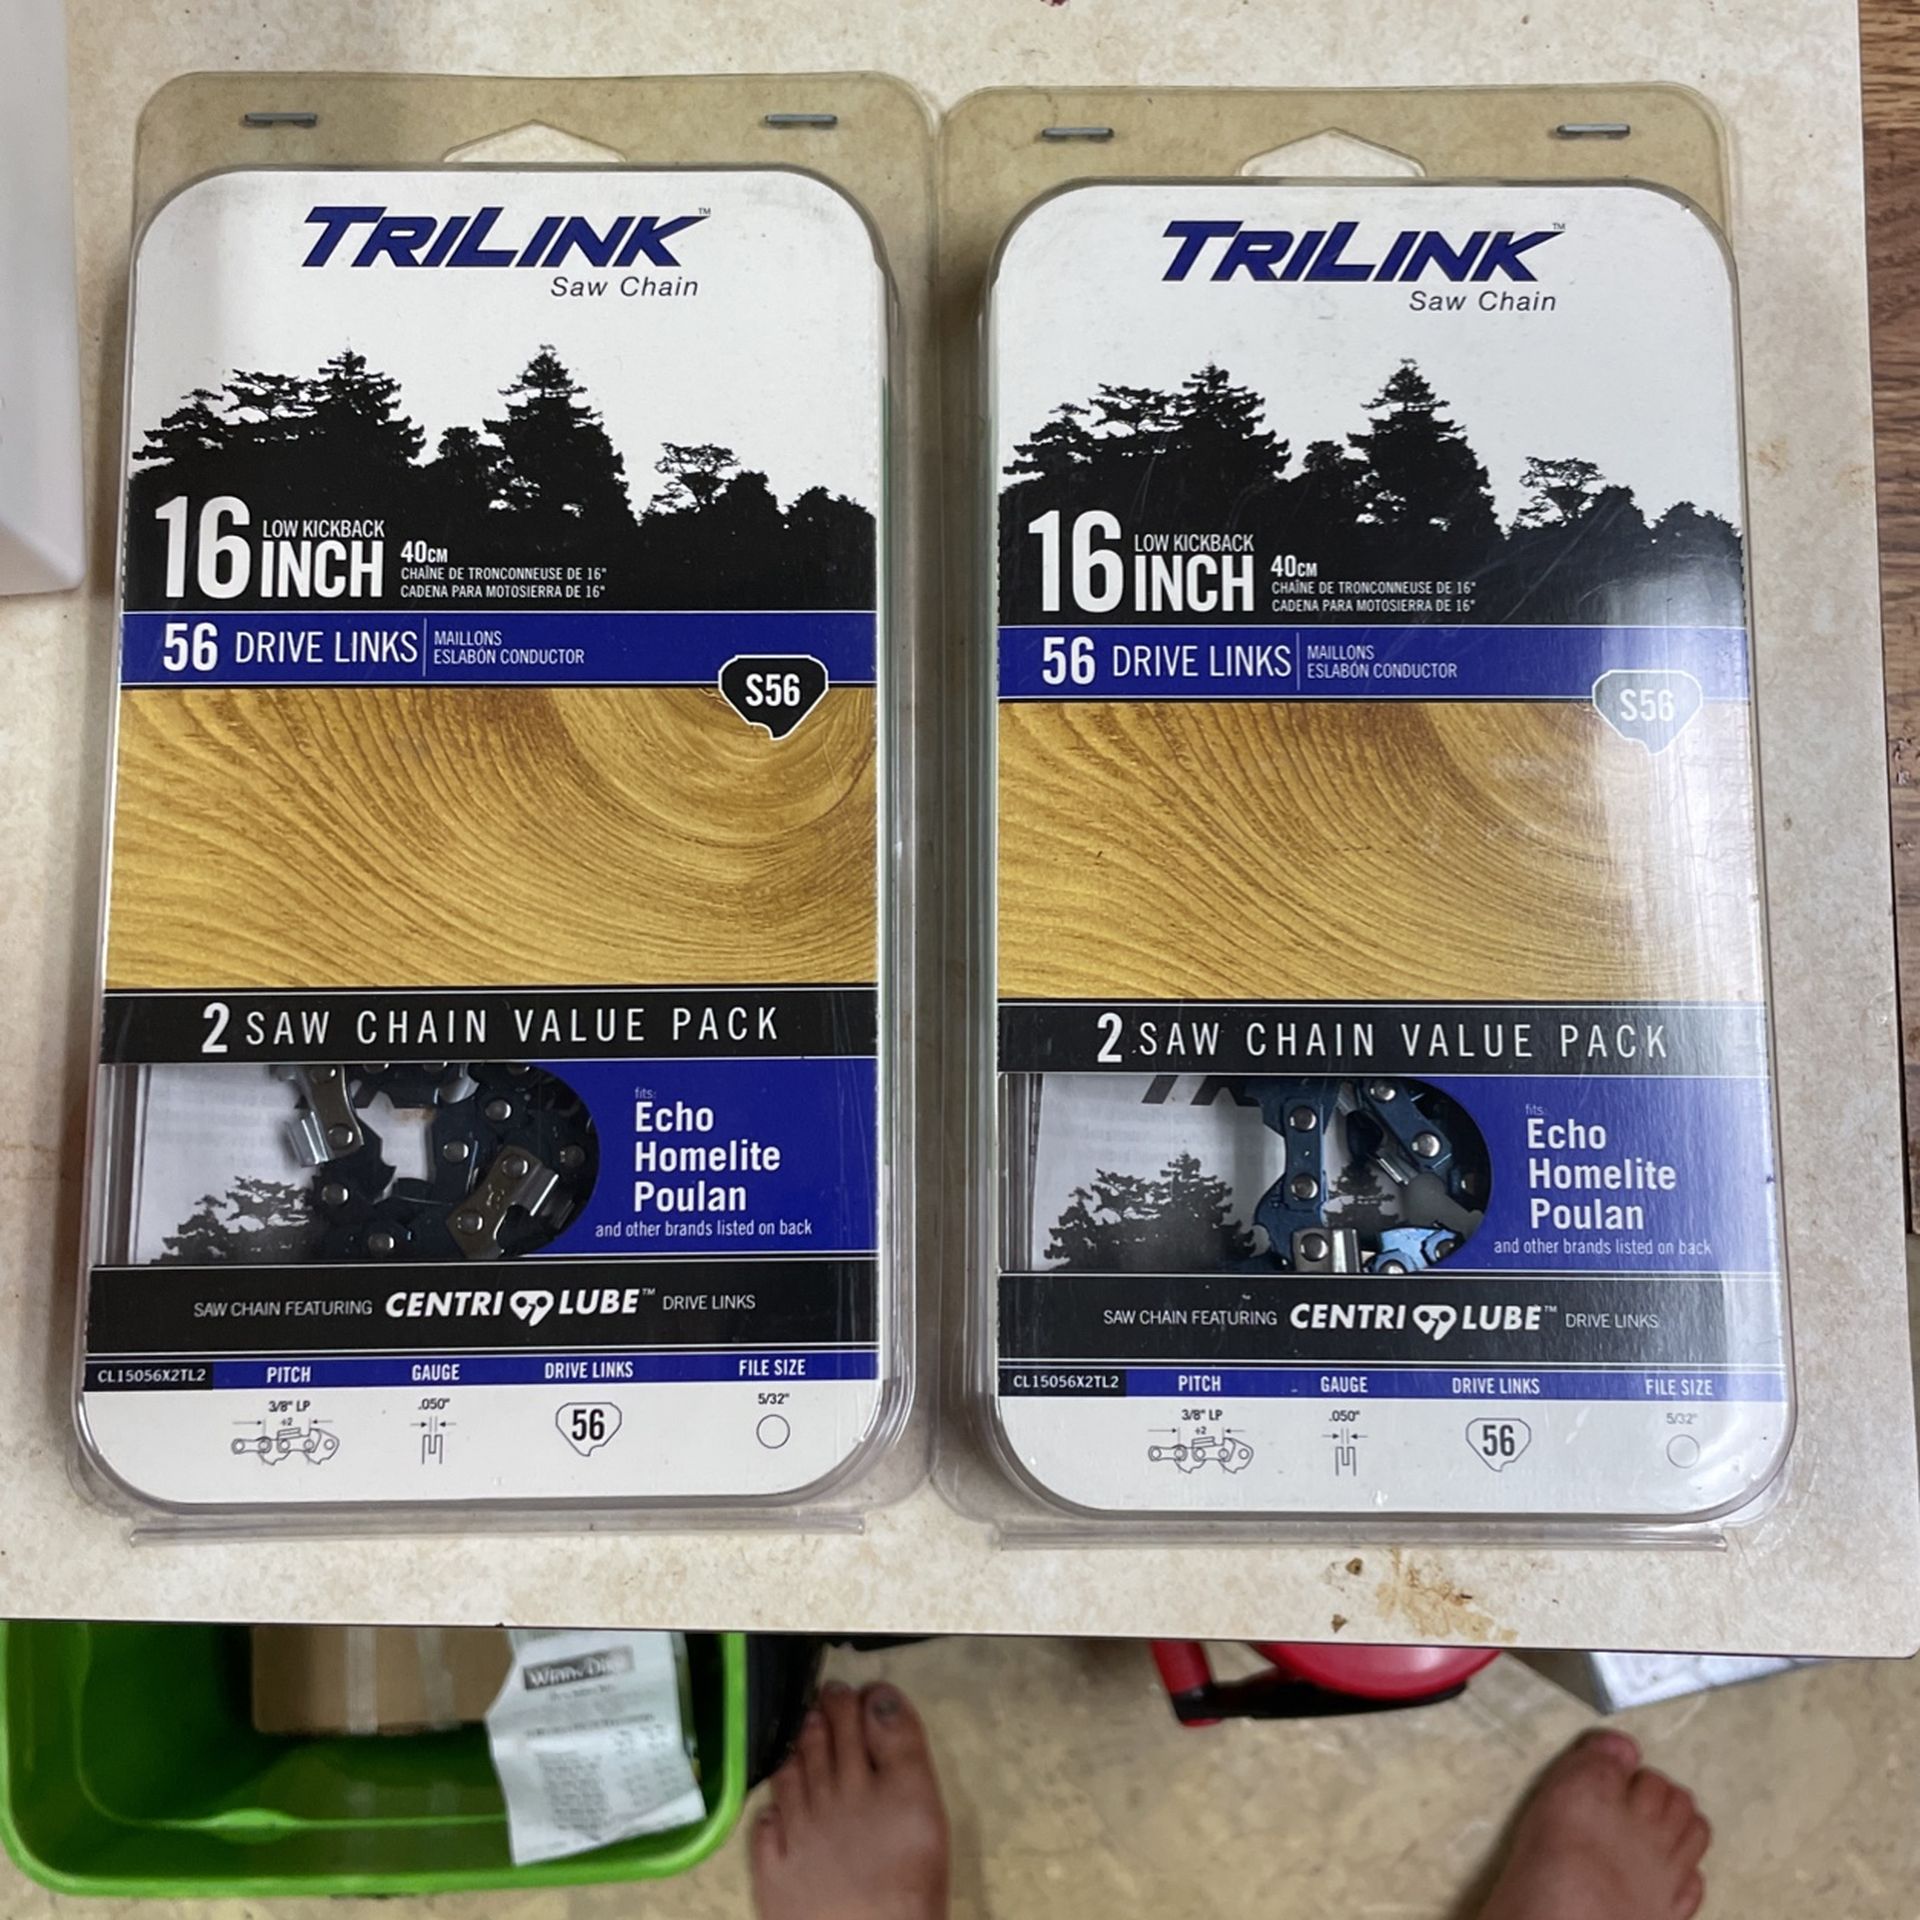 TRILINK™
Saw Chain
16 LOW KICKBACK
INCH 40CM
CHAÎNE DE TRONCONNEUSE DE 16"
CADENA PARA MOTOSIERRA DE 16"
56 DRIVE LINKS
MAILLONS
ESLABÓN CONDUCTOR
S56
2 SAW CHAIN VALUE PACK
fits:
Echo
Homelite
Poulan
and other brands listed on back
SAW CHAIN FEATURING CENTRI LUBE™ DRIVE LINKS
CL15056X2TL2 PITCH GAUGE DRIVE LINKS FILE SIZE
3/8" LP .050" 56 5/32"
÷2
TRILINK™
Saw Chain
16 LOW KICKBACK
INCH 40CM
CHAÎNE DE TRONCONNEUSE DE 16"
CADENA PARA MOTOSIERRA DE 16"
56 DRIVE LINKS
MAILLONS
ESLABÓN CONDUCTOR
S56
2 SAW CHAIN VALUE PACK
fits:
Echo
Homelite
Poulan
and other brands listed on back
SAW CHAIN FEATURING CENTRI LUBE™ DRIVE LINKS
CL15056X2TL2 PITCH GAUGE DRIVE LINKS FILE SIZE
3/8" LP .050" 56 5/32"
÷2